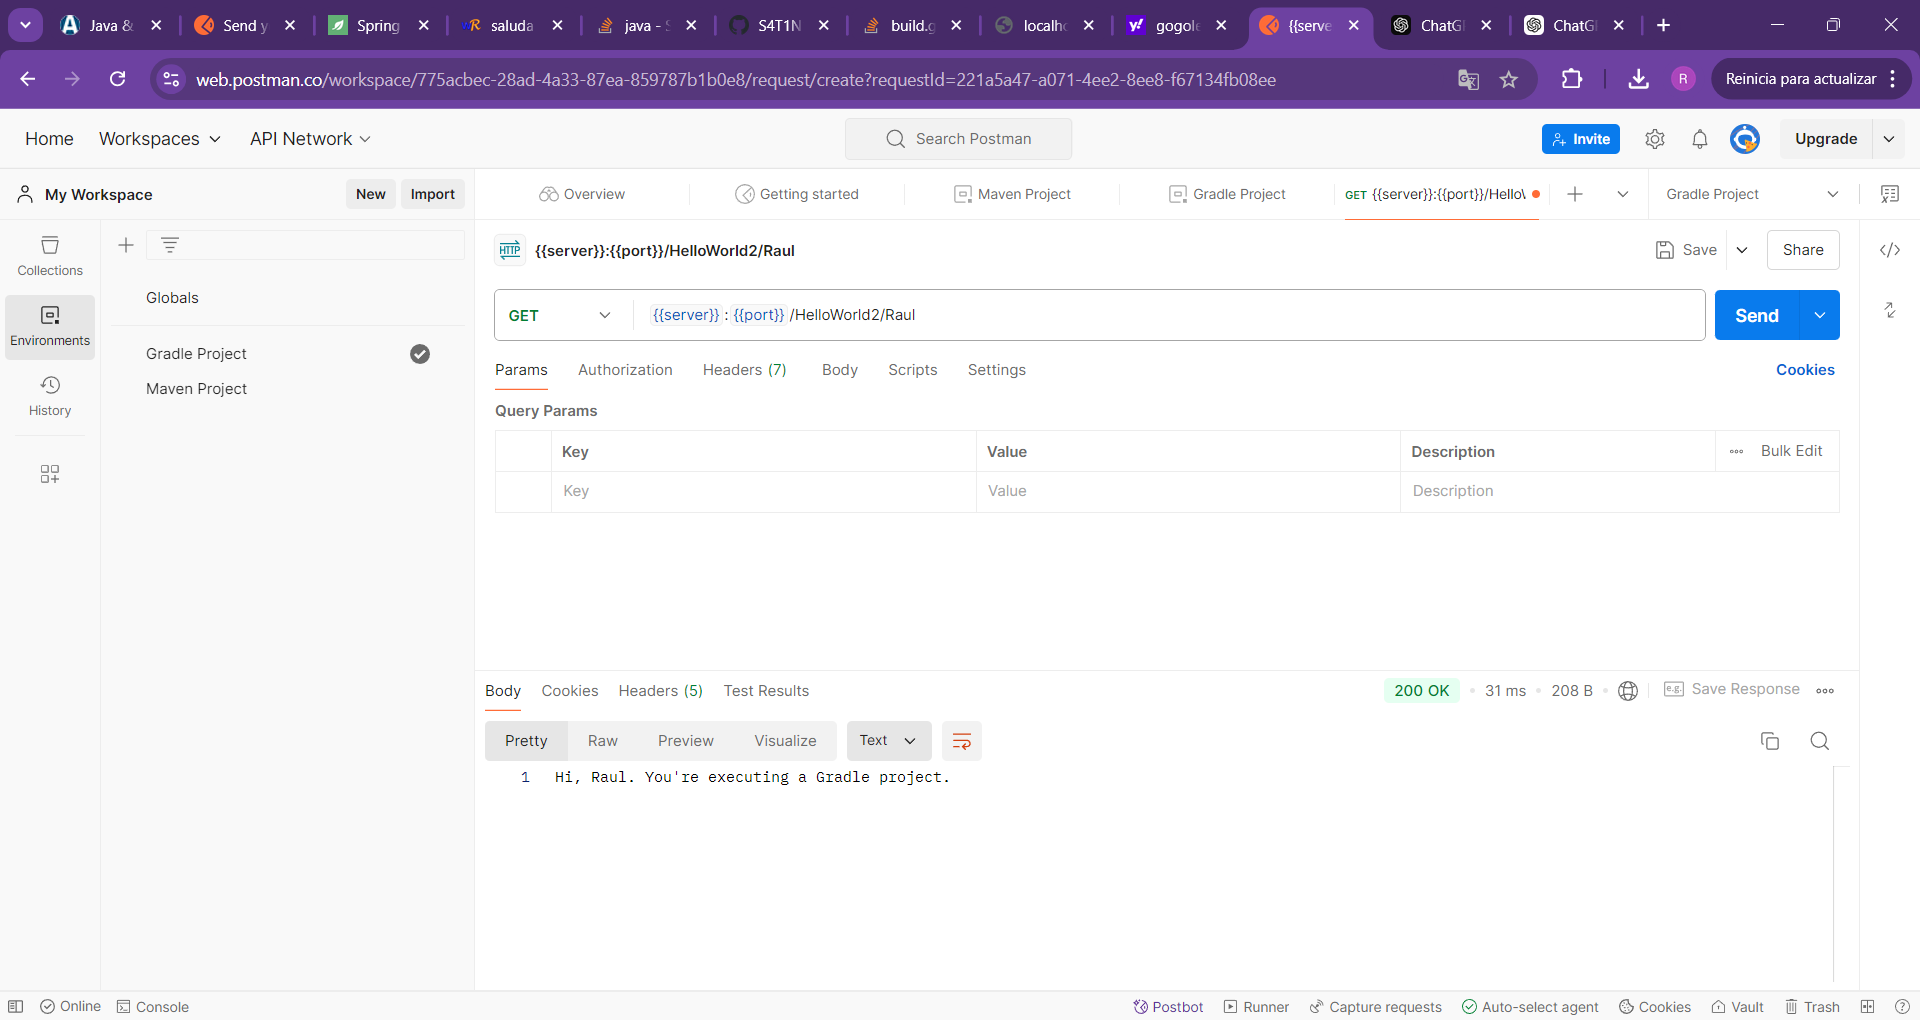 Java &
Send y
Spring
saluda
java - S
S4T1N
build.g
localho
gogole
{{serve
ChatG
ChatG
web.postman.co/workspace/775acbec-28ad-4a33-87ea-859787b1b0e8/request/create?requestId=221a5a47-a071-4ee2-8ee8-f67134fb08ee
R
Reinicia para actualizar
Home
Workspaces
API Network
Search Postman
Invite
Upgrade
My Workspace
New
Import
Overview
Getting started
Maven Project
Gradle Project
GET {{server}}:{{port}}/Hello
Gradle Project
Collections
Environments
History
Globals
Gradle Project
Maven Project
HTTP
{{server}}:{{port}}/HelloWorld2/Raul
Save
Share
GET
{{server}}:{{port}}/HelloWorld2/Raul
Send
Params
Authorization
Headers (7)
Body
Scripts
Settings
Cookies
Query Params
Key
Value
Description
Bulk Edit
Key
Value
Description
Body
Cookies
Headers (5)
Test Results
200 OK
31 ms
208 B
e.g.
Save Response
Pretty
Raw
Preview
Visualize
Text
1 Hi, Raul. You're executing a Gradle project.
Online
Console
Postbot
Runner
Capture requests
Auto-select agent
Cookies
Vault
Trash